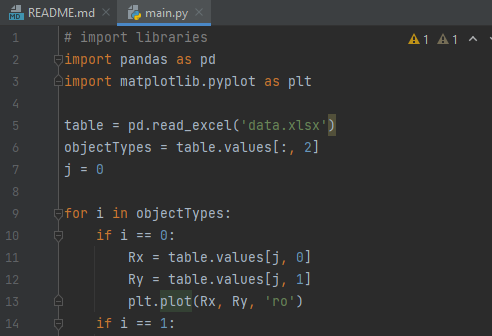 README.md main.py
1 # import libraries 1 1
2 import pandas as pd
3 import matplotlib.pyplot as plt
4
5 table = pd.read_excel('data.xlsx')
6 objectTypes = table.values[:, 2]
7 j = 0
8
9 for i in objectTypes:
10 if i == 0:
11 Rx = table.values[j, 0]
12 Ry = table.values[j, 1]
13 plt.plot(Rx, Ry, 'ro')
14 if i == 1: